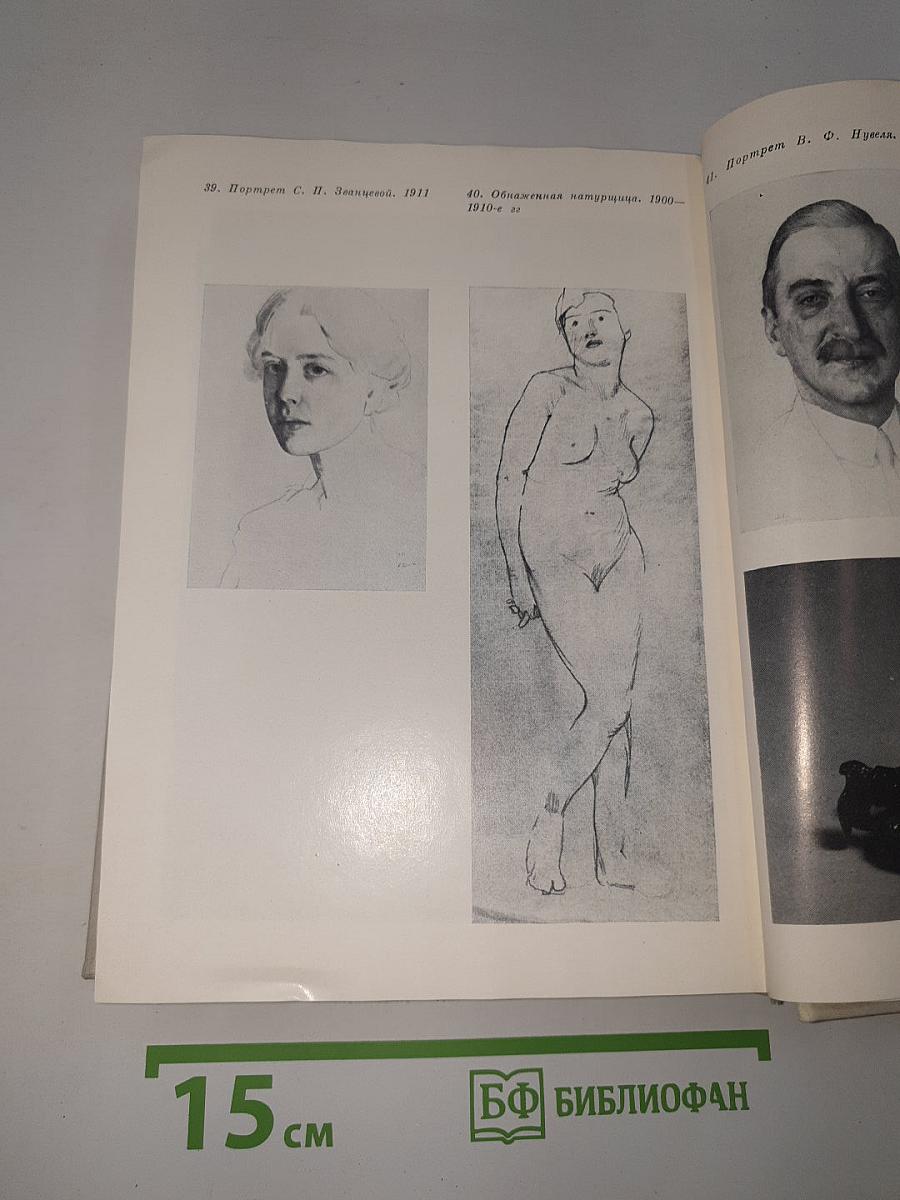 39. Портрет С. П. Званцевой. 1911
40. Обнаженная натурщица. 1900—
1910-е гг
41. Портрет В. Ф. Нувеля.
15 см
БФ БИБЛИОФАН